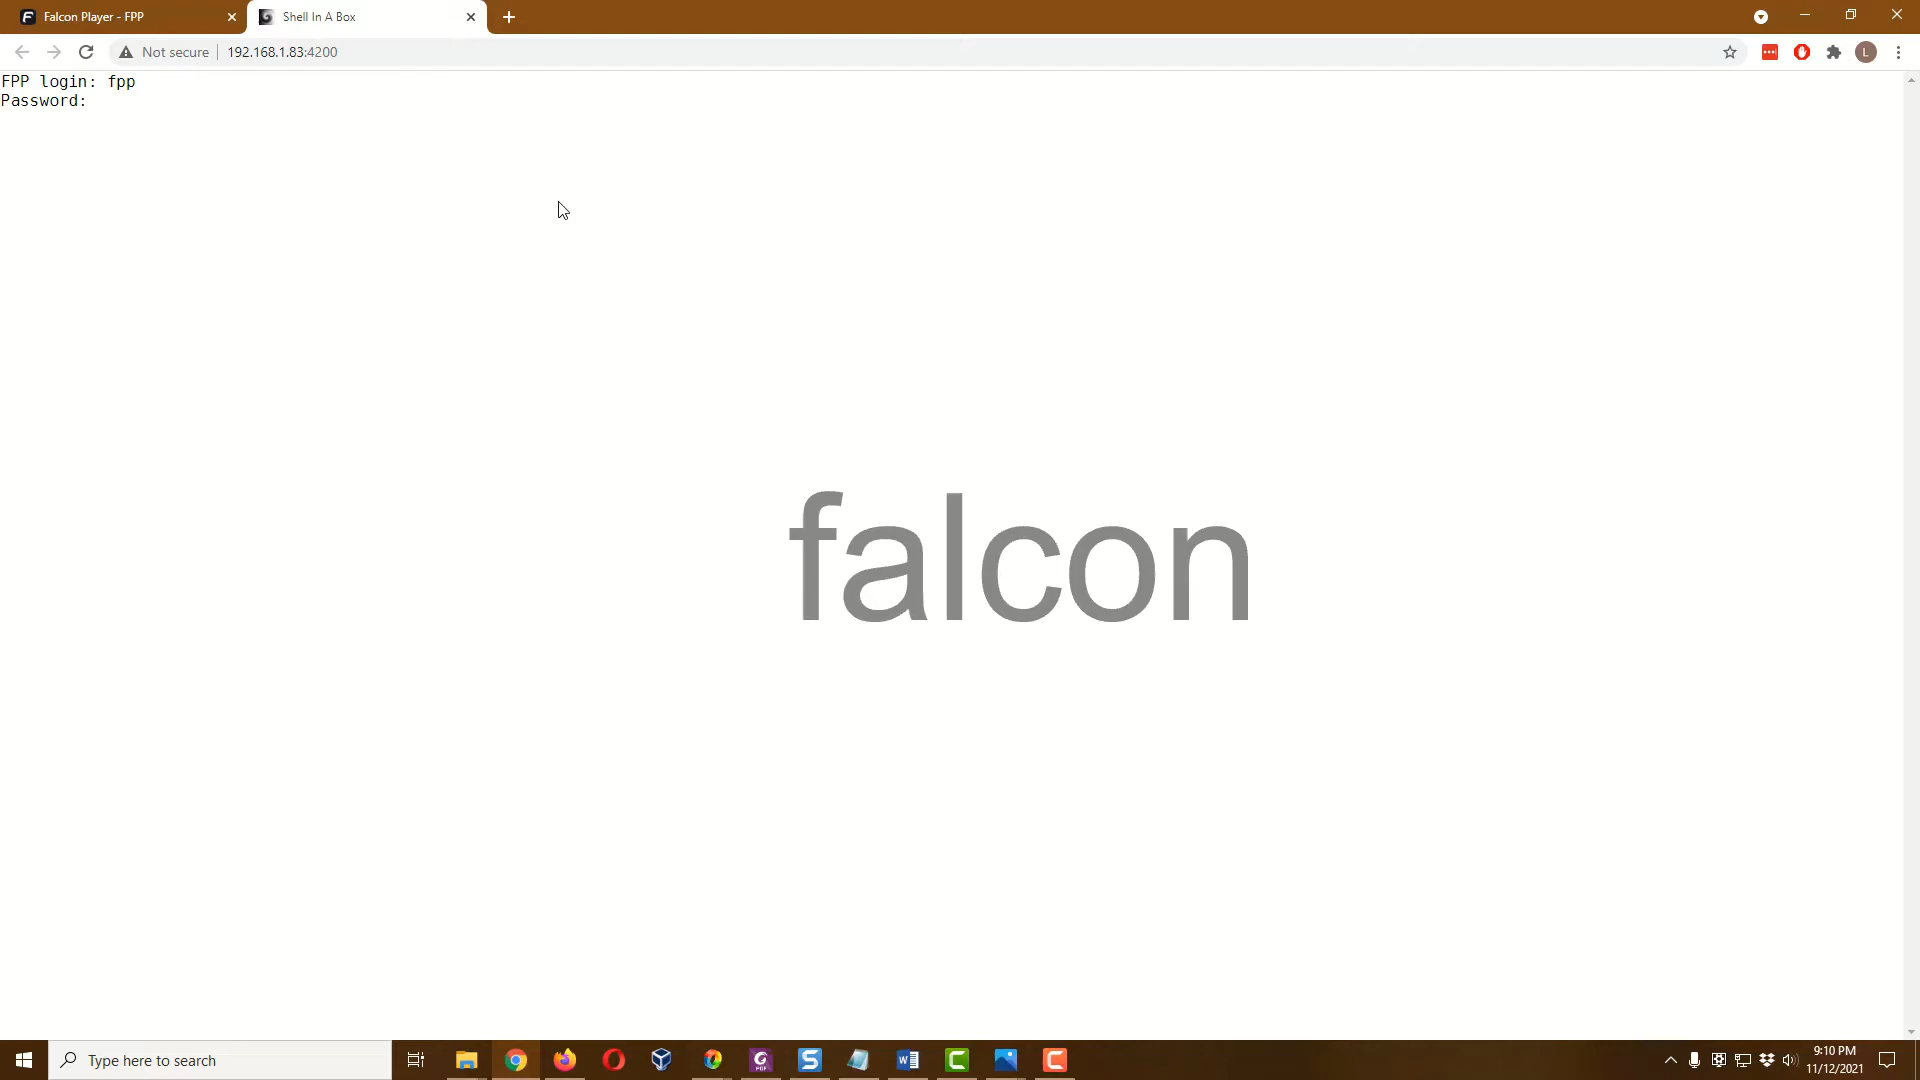 Falcon Player - FPP
Shell In A Box
Not secure
192.168.1.83:4200
L
FPP login: fpp
Password:
falcon
Type here to search
9:10 PM
11/12/2021